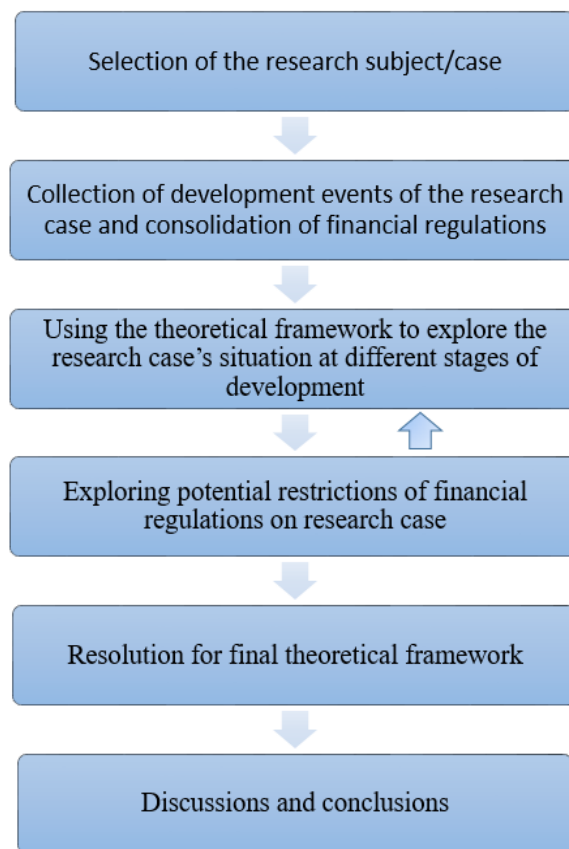 Selection of the research subject/case
Collection of development events of the research
case and consolidation of financial regulations
Using the theoretical framework to explore the
research case’s situation at different stages of
development
Exploring potential restrictions of financial
regulations on research case
Resolution for final theoretical framework
Discussions and conclusions